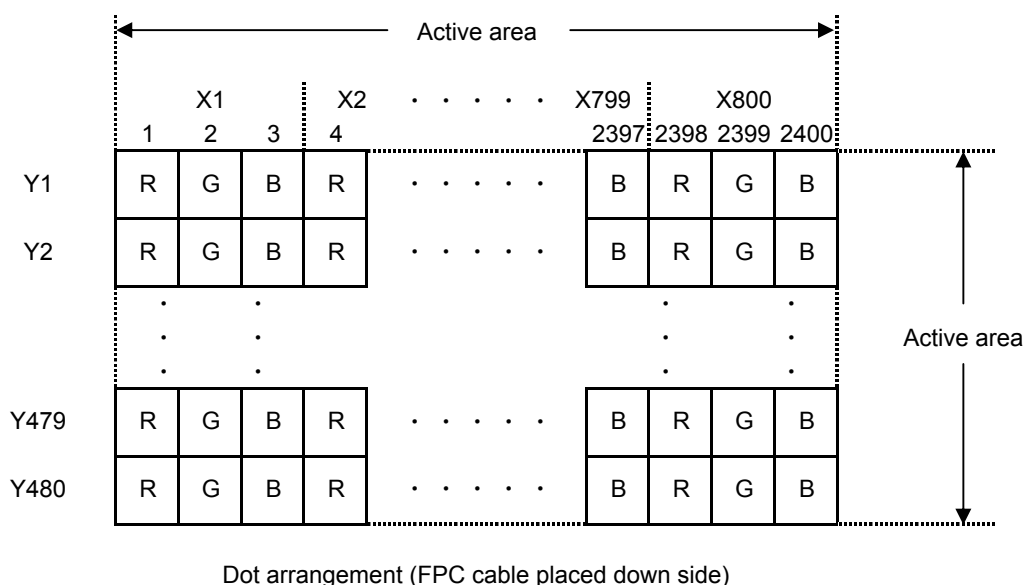 Active area
X1 X2 · · · · · X799 X800
1 2 3 4 2397 2398 2399 2400
Y1 R G B R · · · · · B R G B
Y2 R G B R · · · · · B R G B
· · · ·
· · · ·
· · · ·
Active area
Y479 R G B R · · · · · B R G B
Y480 R G B R · · · · · B R G B
Dot arrangement (FPC cable placed down side)